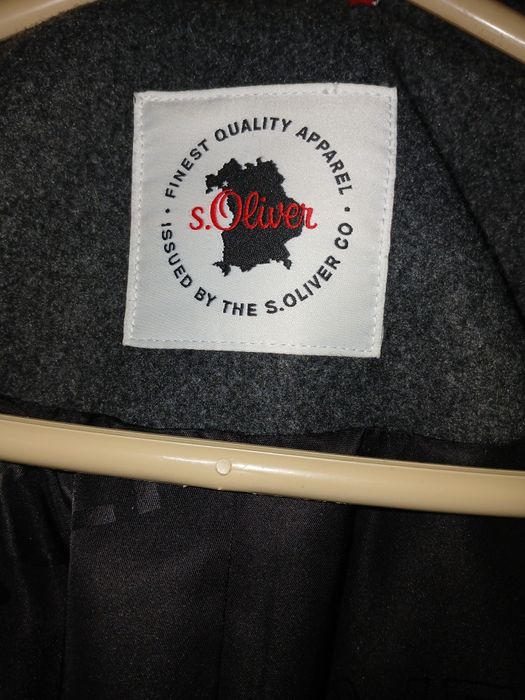 · FINEST QUALITY APPAREL ·
s.Oliver
ISSUED BY THE S.OLIVER CO